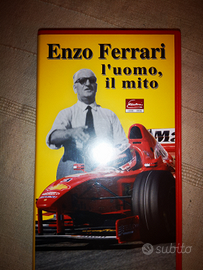 Enzo Ferrari
l'uomo,
il mito
subito